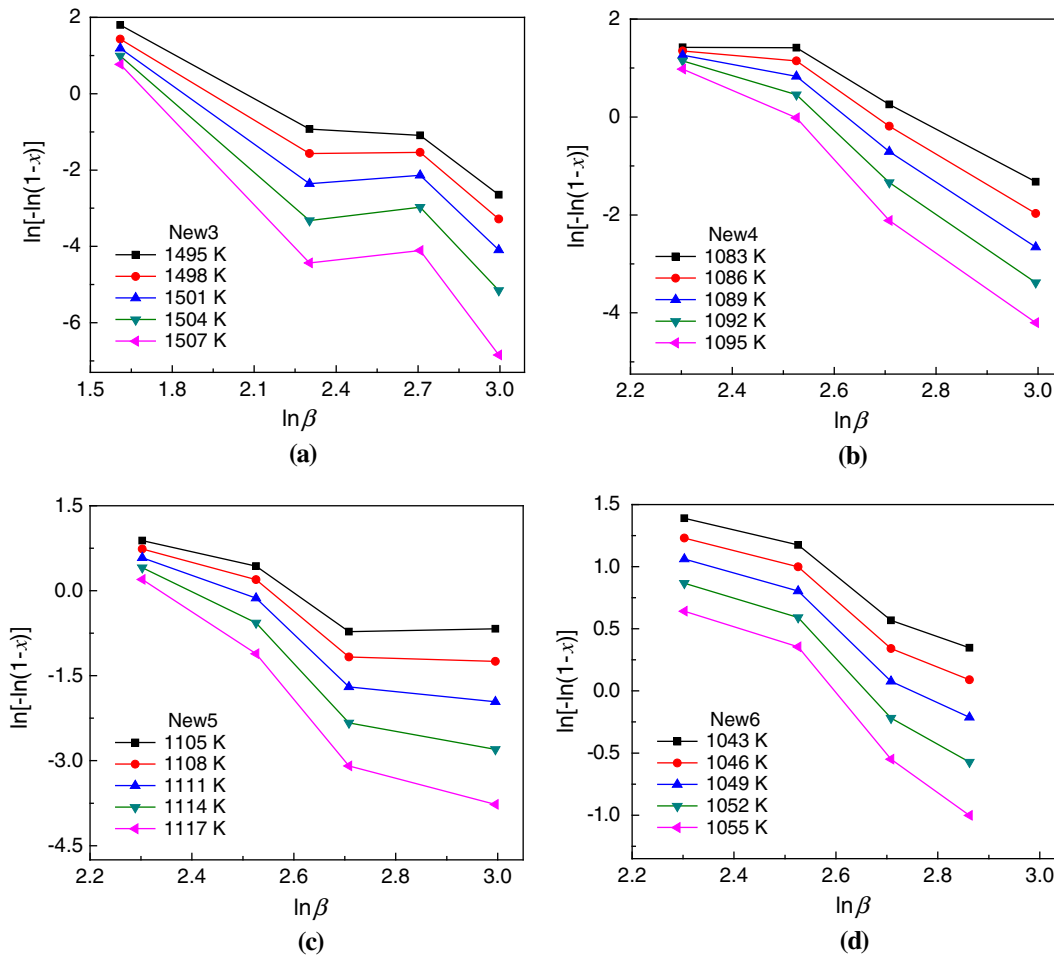 2
0
-2
-4
-6
ln[-ln(1-x)]
New3
1495 K
1498 K
1501 K
1504 K
1507 K
1.5
1.8
2.1
2.4
2.7
3.0
ln β
(a)
2
0
-2
-4
ln[-ln(1-x)]
New4
1083 K
1086 K
1089 K
1092 K
1095 K
2.2
2.4
2.6
2.8
3.0
ln β
(b)
1.5
0.0
-1.5
-3.0
-4.5
ln[-ln(1-x)]
New5
1105 K
1108 K
1111 K
1114 K
1117 K
2.2
2.4
2.6
2.8
3.0
ln β
(c)
1.5
1.0
0.5
0.0
-0.5
-1.0
ln[-ln(1-x)]
New6
1043 K
1046 K
1049 K
1052 K
1055 K
2.2
2.4
2.6
2.8
3.0
ln β
(d)